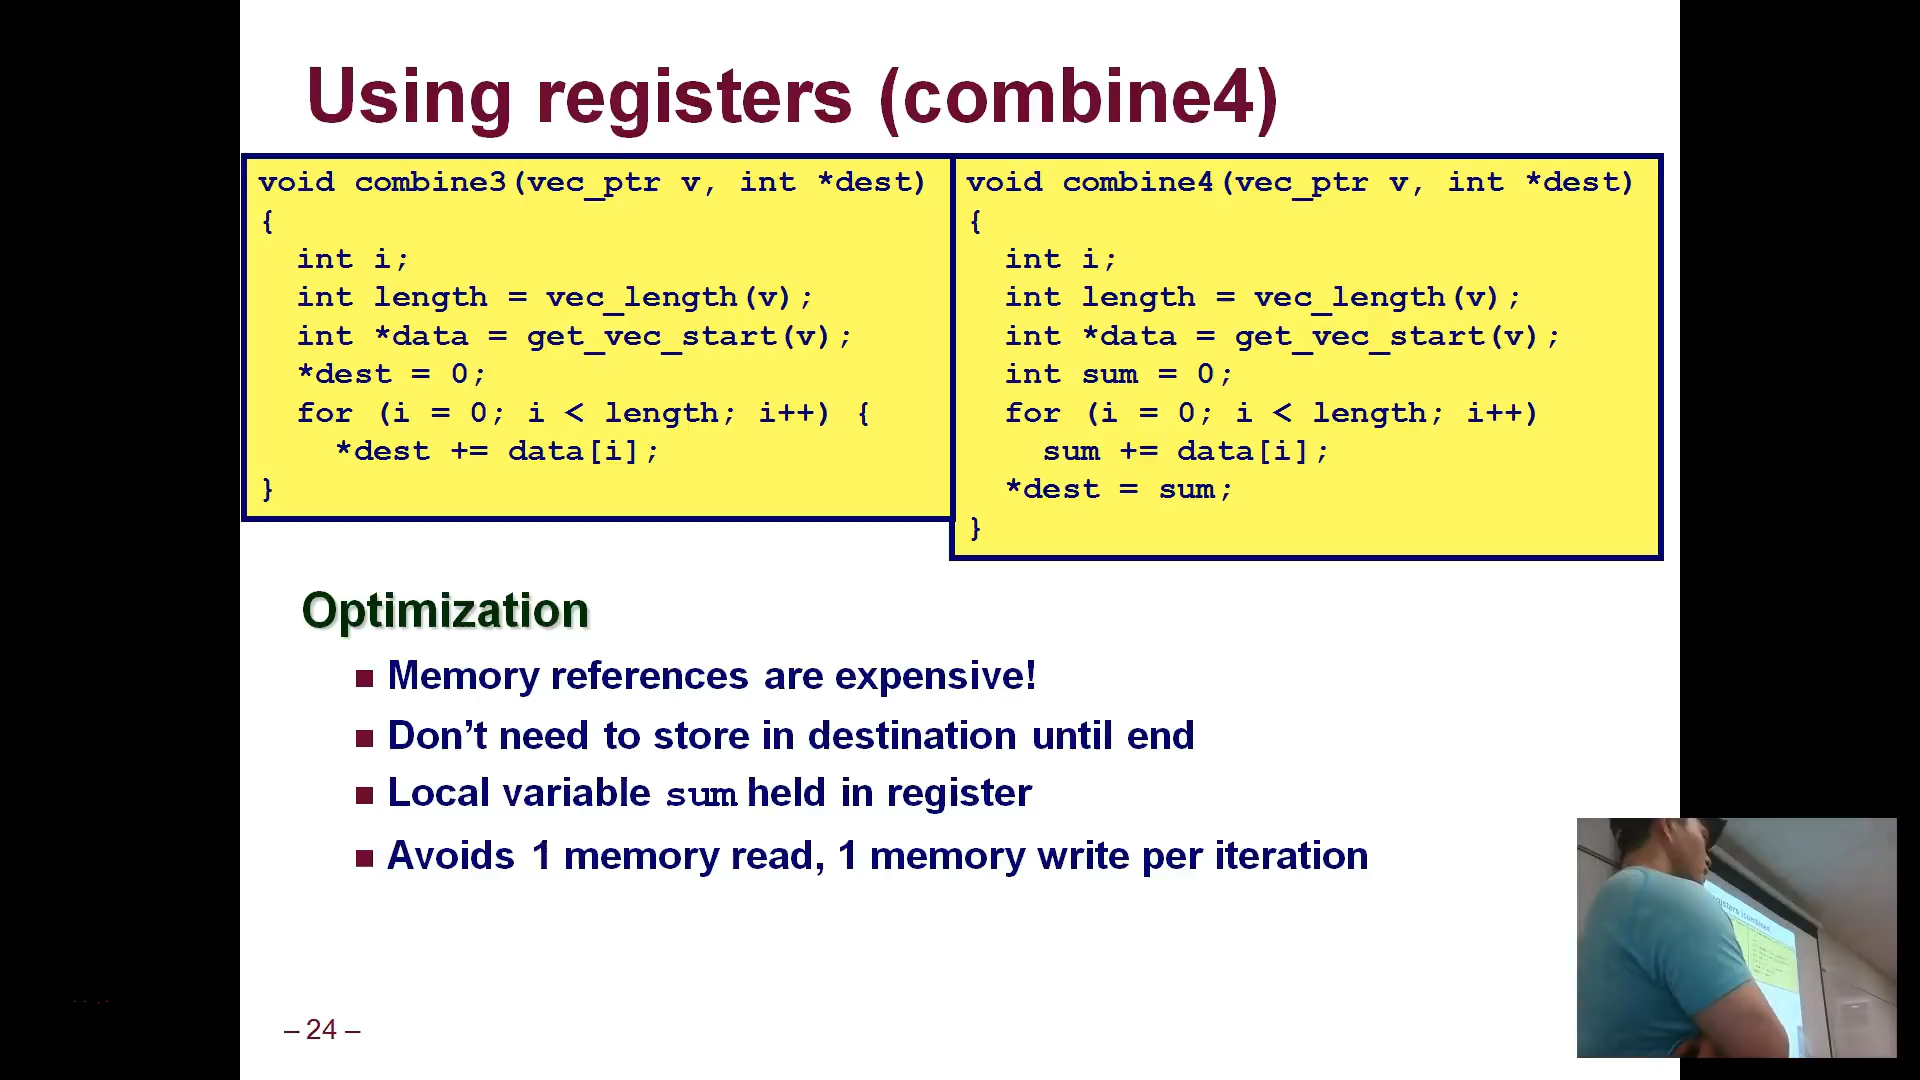 Using registers (combine4)
void combine3(vec_ptr v, int *dest)
{
  int i;
  int length = vec_length(v);
  int *data = get_vec_start(v);
  *dest = 0;
  for (i = 0; i < length; i++) {
    *dest += data[i];
}
void combine4(vec_ptr v, int *dest)
{
  int i;
  int length = vec_length(v);
  int *data = get_vec_start(v);
  int sum = 0;
  for (i = 0; i < length; i++)
    sum += data[i];
  *dest = sum;
}
Optimization
■ Memory references are expensive!
■ Don’t need to store in destination until end
■ Local variable sum held in register
■ Avoids 1 memory read, 1 memory write per iteration
– 24 –